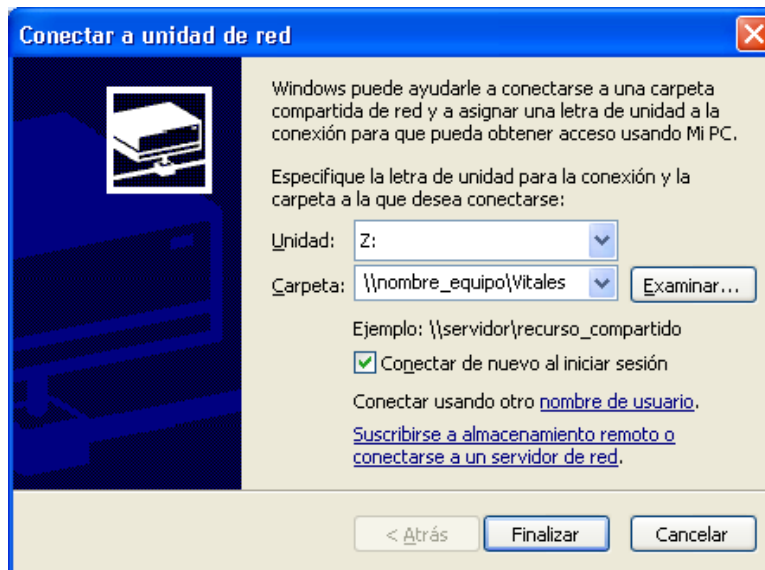 Conectar a unidad de red
Windows puede ayudarle a conectarse a una carpeta
compartida de red y a asignar una letra de unidad a la
conexión para que pueda obtener acceso usando Mi PC.
Especifique la letra de unidad para la conexión y la
carpeta a la que desea conectarse:
Unidad: Z:
Carpeta: \\nombre_equipo\Vitales Examinar...
Ejemplo: \\servidor\recurso_compartido
Conectar de nuevo al iniciar sesión
Conectar usando otro nombre de usuario.
Suscribirse a almacenamiento remoto o
conectarse a un servidor de red.
< Atrás Finalizar Cancelar